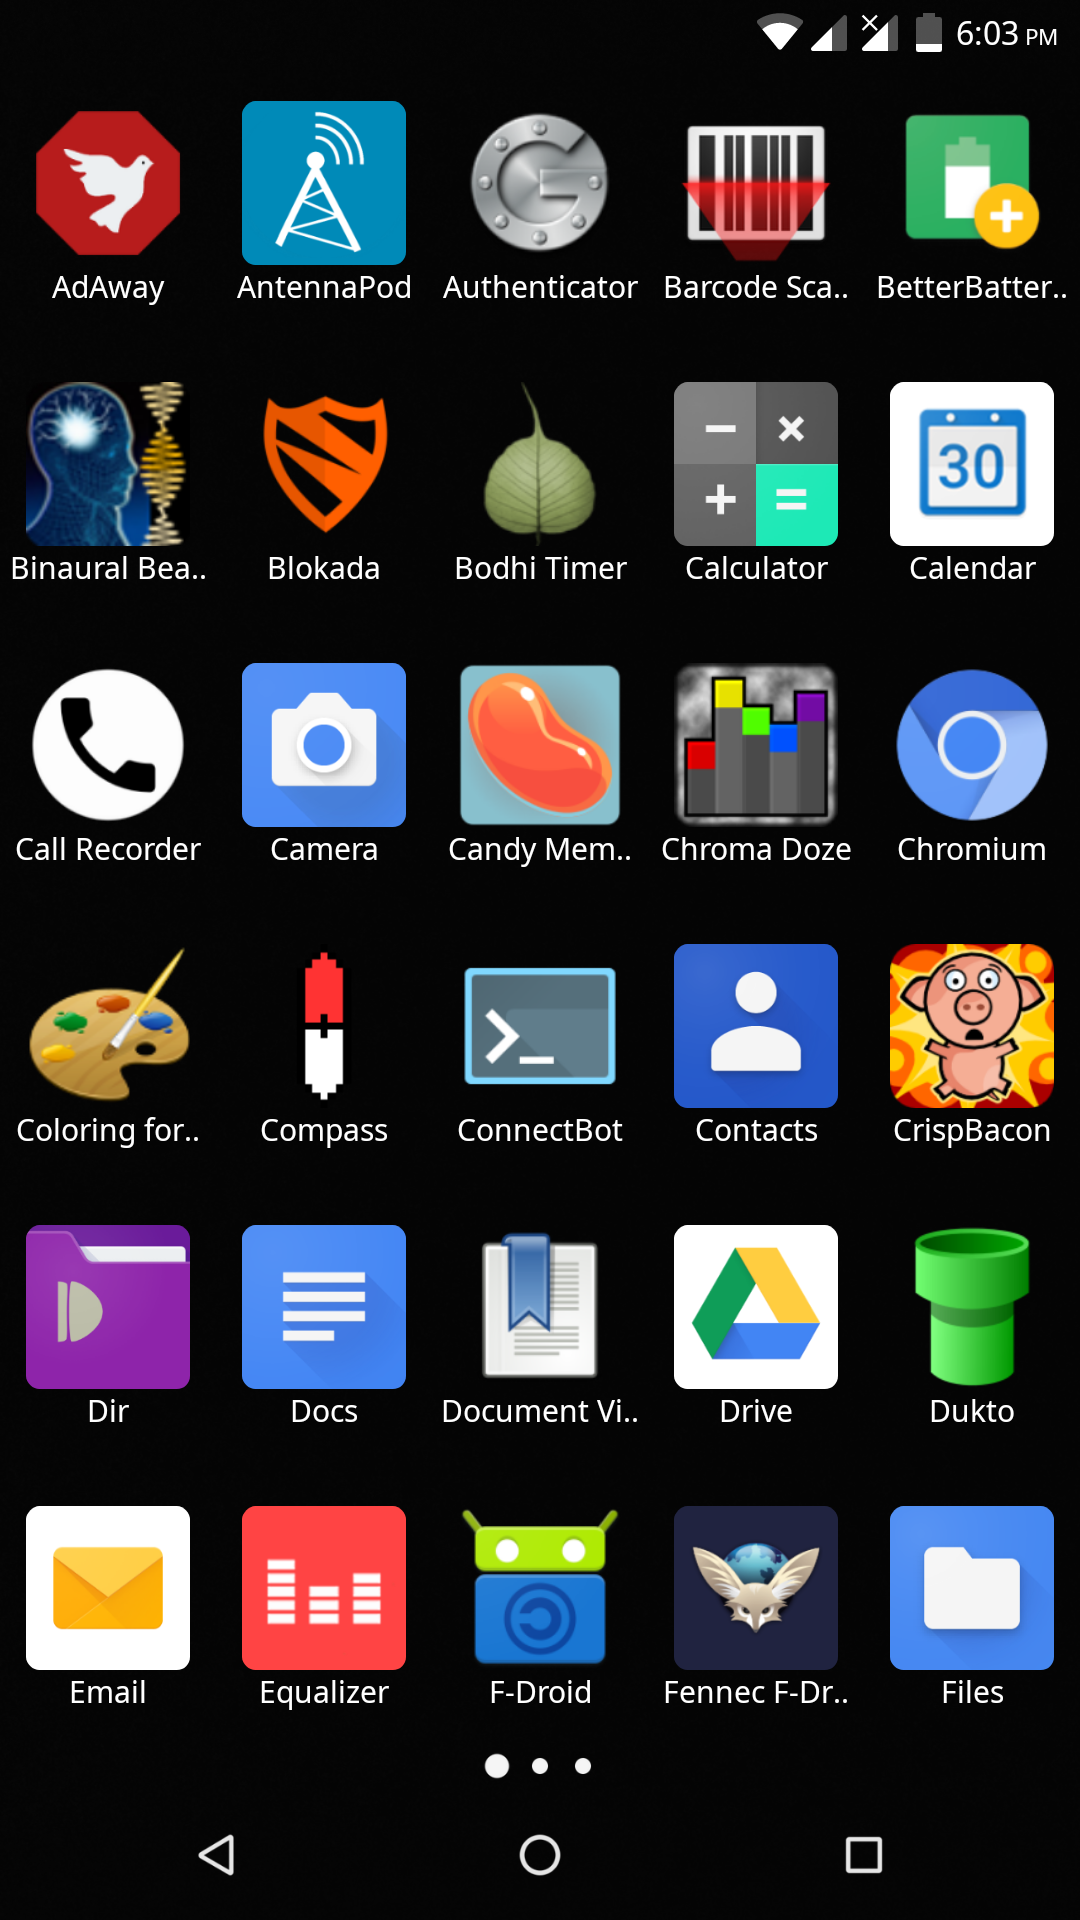 6:03 PM
AdAway AntennaPod Authenticator Barcode Sca.. BetterBatter..
30
Binaural Bea.. Blokada Bodhi Timer Calculator Calendar
Call Recorder Camera Candy Mem.. Chroma Doze Chromium
Coloring for.. Compass ConnectBot Contacts CrispBacon
Dir Docs Document Vi.. Drive Dukto
Email Equalizer F-Droid Fennec F-Dr.. Files